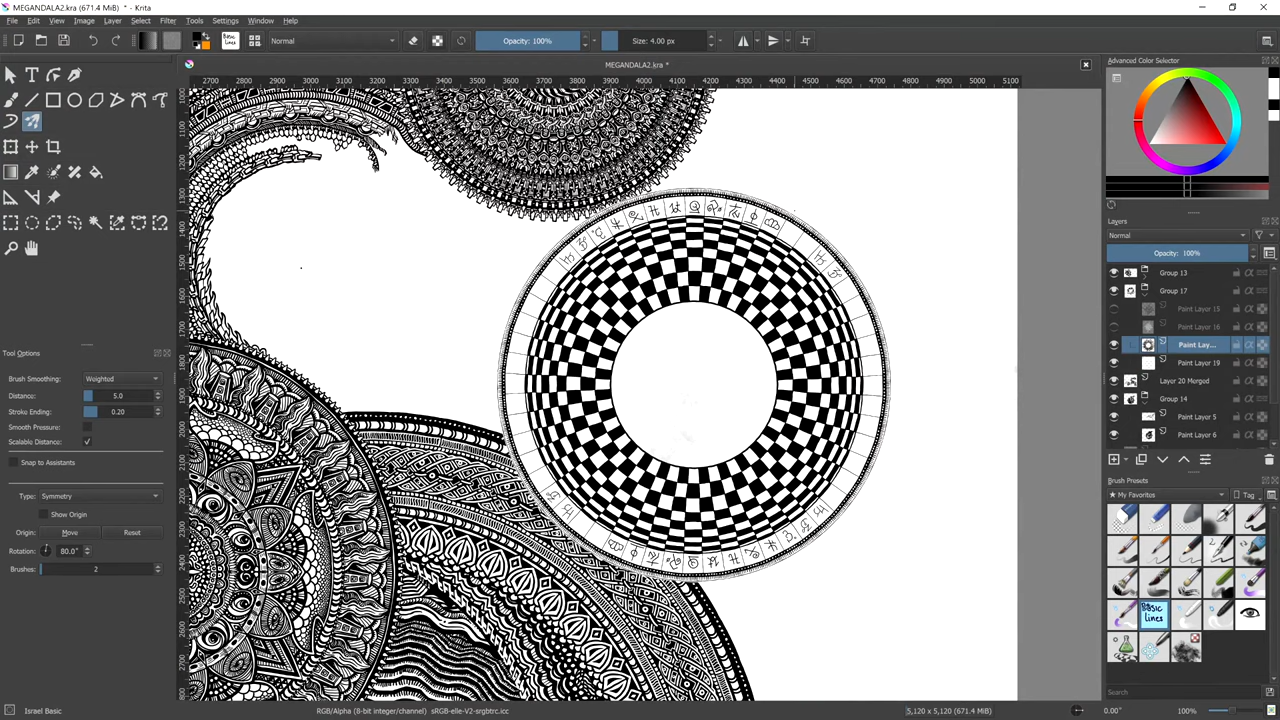 MEGANDALA2.kra (671.4 MiB) * - Krita
File Edit View Image Layer Select Filter Tools Settings Window Help
Basic lines Normal Opacity: 100% Size: 4.00 px
MEGANDALA2.kra *
2700 2800 2900 3000 3100 3200 3300 3400 3500 3600 3700 3800 3900 4000 4100 4200 4300 4400 4500 4600 4700 4800 4900 5000 5100
Tool Options
Brush Smoothing: Weighted
Distance: 5.0
Stroke Ending: 0.20
Smooth Pressure:
Scalable Distance: ✓
Snap to Assistants
Type: Symmetry
Show Origin
Origin: Move Reset
Rotation: 80.0°
Brushes: 2
Advanced Color Selector
Layers
Normal
Opacity: 100%
Group 13
Group 17
Paint Layer 15
Paint Layer 16
Paint Lay...
Paint Layer 19
Layer 20 Merged
Group 14
Paint Layer 5
Paint Layer 6
Brush Presets
★ My Favorites Tag
Basic lines
Search
Israel Basic RGB/Alpha (8-bit integer/channel) sRGB-elle-V2-srgbtrc.icc 5,120 x 5,120 (671.4 MiB) 0.00° 100%